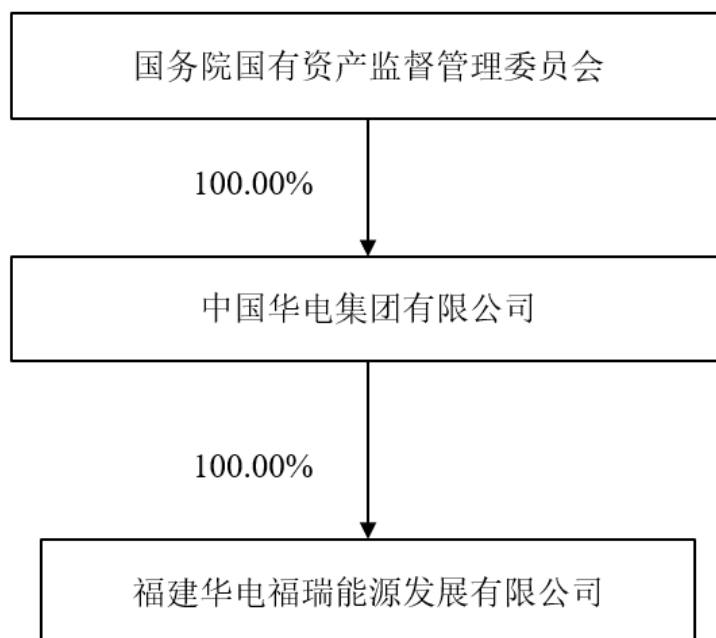 国务院国有资产监督管理委员会
100.00%
中国华电集团有限公司
100.00%
福建华电福瑞能源发展有限公司